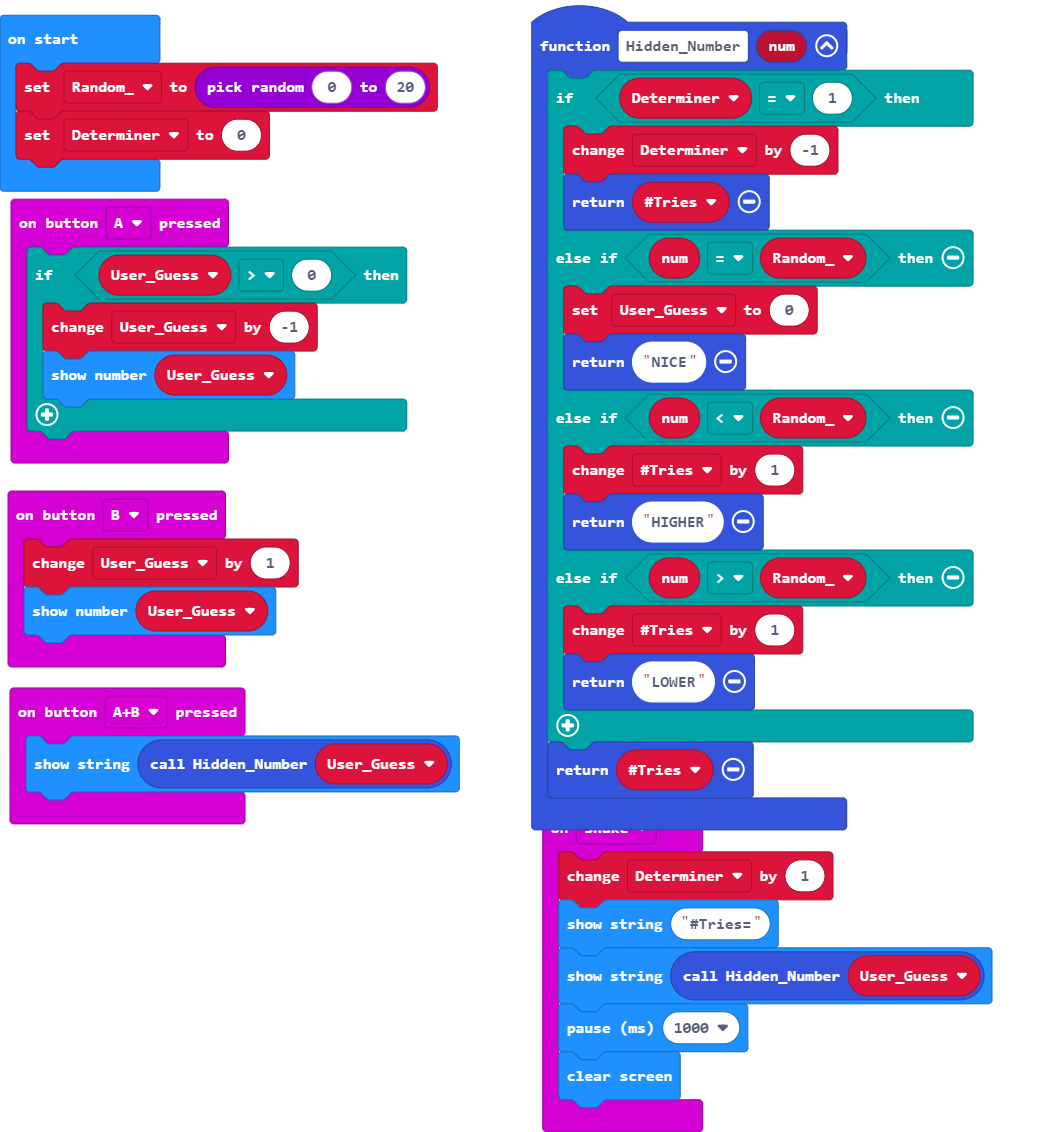 on start
set Random_ to pick random 0 to 20
set Determiner to 0
on button A pressed
if User_Guess > 0 then
change User_Guess by -1
show number User_Guess
on button B pressed
change User_Guess by 1
show number User_Guess
on button A+B pressed
show string call Hidden_Number User_Guess
function Hidden_Number num
if Determiner = 1 then
change Determiner by -1
return #Tries
else if num = Random_ then
set User_Guess to 0
return "NICE"
else if num < Random_ then
change #Tries by 1
return "HIGHER"
else if num > Random_ then
change #Tries by 1
return "LOWER"
return #Tries
on shake
change Determiner by 1
show string "#Tries="
show string call Hidden_Number User_Guess
pause (ms) 1000
clear screen